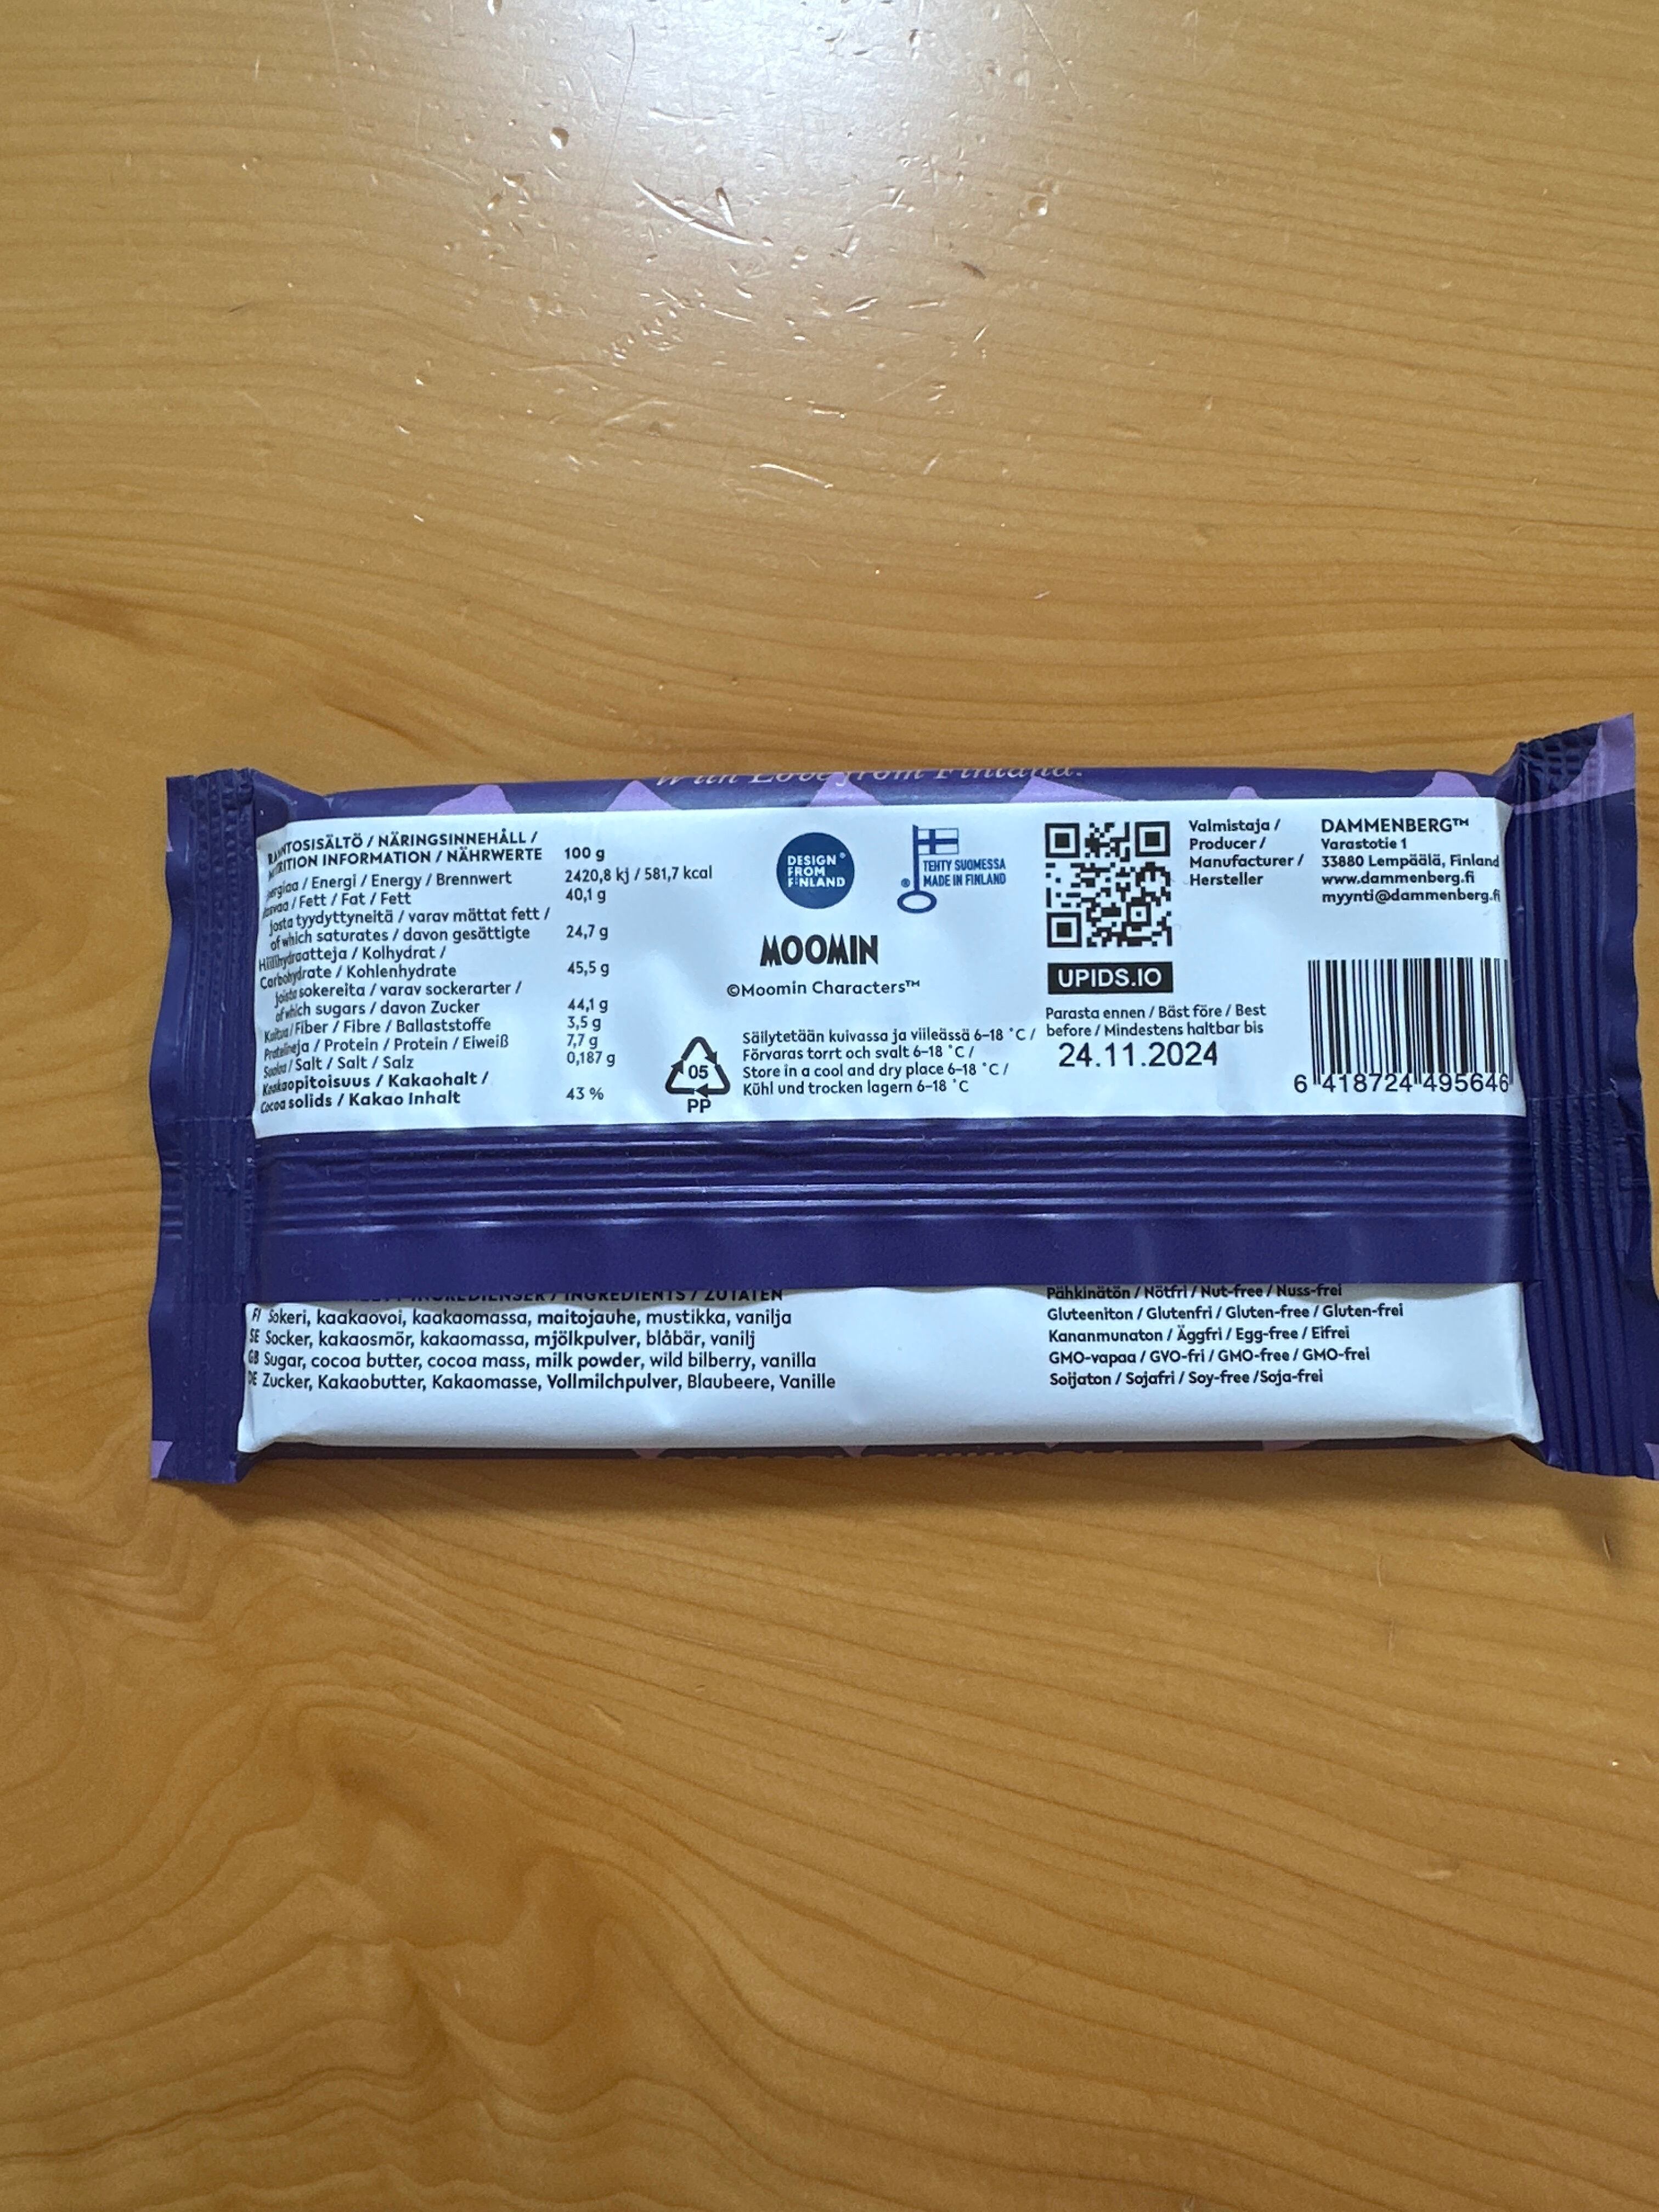 With Love from Finland.
RAVINTOSISÄLTÖ / NÄRINGSINNEHÅLL /
NUTRITION INFORMATION / NÄHRWERTE 100 g
Energiaa / Energi / Energy / Brennwert 2420,8 kj / 581,7 kcal
Rasvaa / Fett / Fat / Fett 40,1 g
josta tyydyttyneitä / varav mättat fett /
of which saturates / davon gesättigte 24,7 g
Hiilihydraatteja / Kolhydrat /
Carbohydrate / Kohlenhydrate 45,5 g
joista sokereita / varav sockerarter /
of which sugars / davon Zucker 44,1 g
Kuitua / Fiber / Fibre / Ballaststoffe 3,5 g
Proteiineja / Protein / Protein / Eiweiß 7,7 g
Suolaa / Salt / Salt / Salz 0,187 g
Kaakaopitoisuus / Kakaohalt /
Cocoa solids / Kakao Inhalt 43 %
DESIGN
FROM
FINLAND
®
TEHTY SUOMESSA
® MADE IN FINLAND
MOOMIN
©Moomin Characters™
05
PP
Säilytetään kuivassa ja viileässä 6–18 °C /
Förvaras torrt och svalt 6–18 °C /
Store in a cool and dry place 6–18 °C /
Kühl und trocken lagern 6–18 °C
UPIDS.IO
Parasta ennen / Bäst före / Best
before / Mindestens haltbar bis
24.11.2024
Valmistaja /
Producer /
Manufacturer /
Hersteller
DAMMENBERG™
Varastotie 1
33880 Lempäälä, Finland
www.dammenberg.fi
myynti@dammenberg.fi
6 418724 495646
INGREDIENSER / INGREDIENTS / ZUTATEN
FI Sokeri, kaakaovoi, kaakaomassa, maitojauhe, mustikka, vanilja
SE Socker, kakaosmör, kakaomassa, mjölkpulver, blåbär, vanilj
GB Sugar, cocoa butter, cocoa mass, milk powder, wild bilberry, vanilla
DE Zucker, Kakaobutter, Kakaomasse, Vollmilchpulver, Blaubeere, Vanille
Pähkinätön / Nötfri / Nut-free / Nuss-frei
Gluteeniton / Glutenfri / Gluten-free / Gluten-frei
Kananmunaton / Äggfri / Egg-free / Eifrei
GMO-vapaa / GVO-fri / GMO-free / GMO-frei
Soijaton / Sojafri / Soy-free /Soja-frei